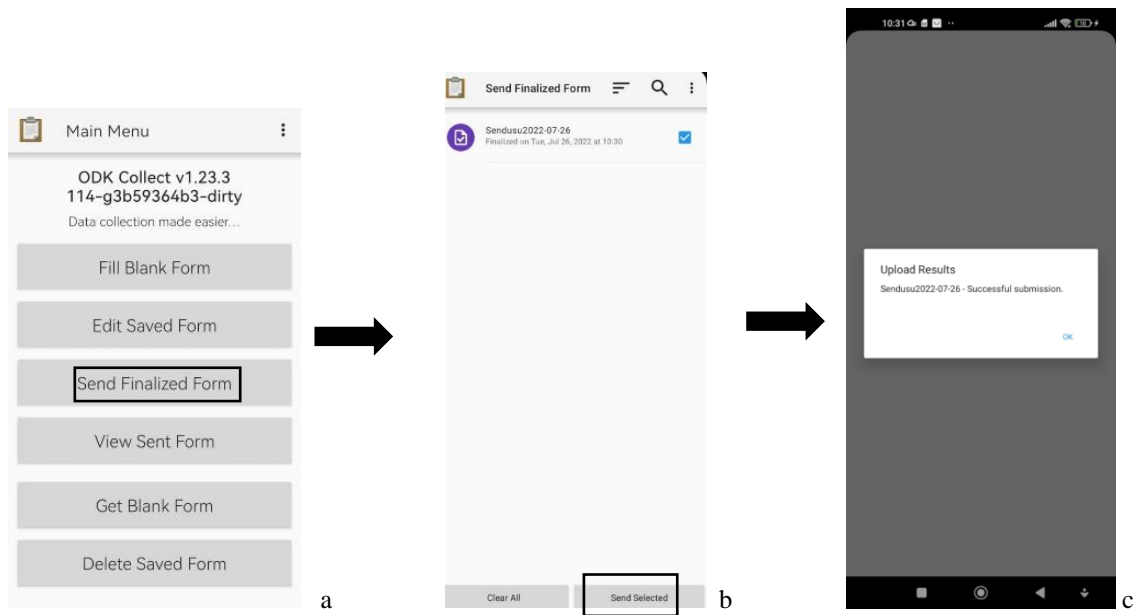 Main Menu
ODK Collect v1.23.3
114-g3b59364b3-dirty
Data collection made easier...
Fill Blank Form
Edit Saved Form
Send Finalized Form
View Sent Form
Get Blank Form
Delete Saved Form
a
Send Finalized Form
Sendusu2022-07-26
Finalized on Tue, Jul 26, 2022 at 10:30
Clear All
Send Selected
b
10:31
Upload Results
Sendusu2022-07-26 - Successful submission.
OK
c